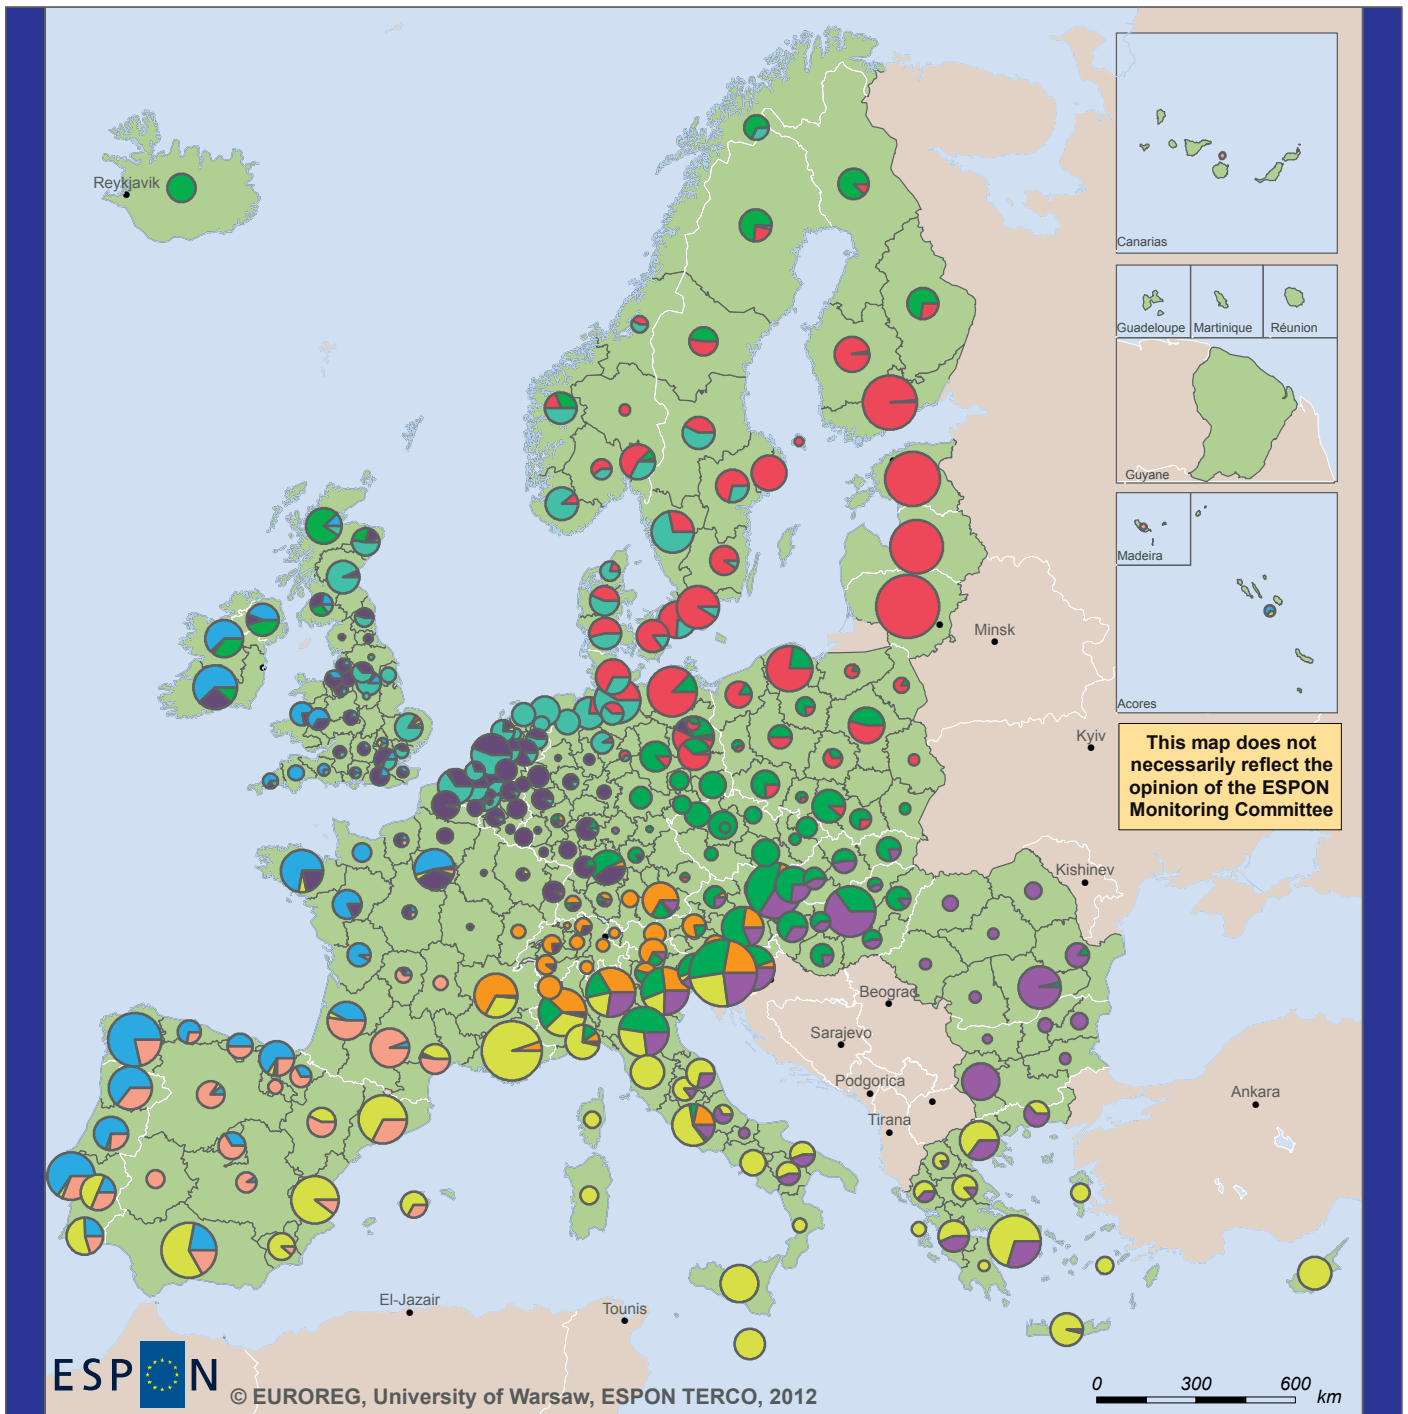 Reykjavik
Canarias
Guadeloupe
Martinique
Réunion
Guyane
Madeira
Acores
Minsk
Kyiv
This map does not
necessarily reflect the
opinion of the ESPON
Monitoring Committee
Kishinev
Beograd
Sarajevo
Podgorica
Tirana
Ankara
El-Jazair
Tounis
ESPON
© EUROREG, University of Warsaw, ESPON TERCO, 2012
0 300 600
km